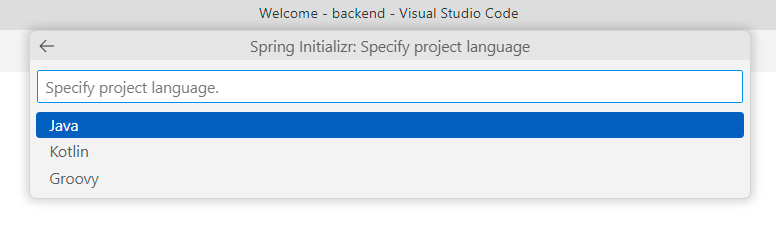 Welcome - backend - Visual Studio Code
Spring Initializr: Specify project language
Specify project language.
Java
Kotlin
Groovy